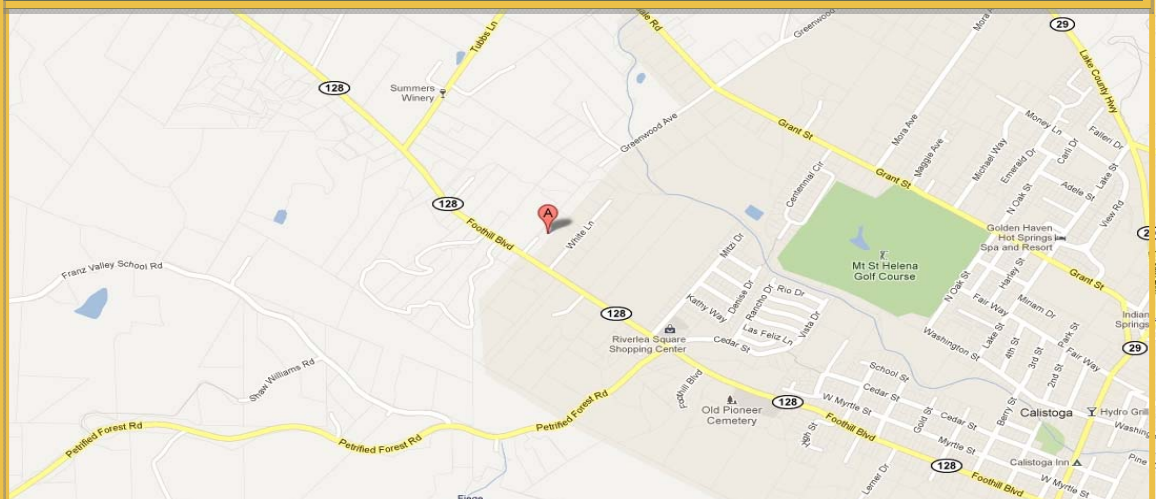 29
Tubbs Ln
Greenwood
Mora
Lake County Hwy
128
Summers
Winery
Greenwood Ave
Grant St
Mora Ave
Maggie Ave
Michael Way
Money Ln
Falleri Dr
Carli Dr
Emerald Dr
Lake St
Centennial Cir
Grant St
N Oak St
Adele St
View Rd
128
A
Foothill Blvd
White Ln
Mitzi Dr
Golden Haven
Hot Springs
Spa and Resort
Harley St
Franz Valley School Rd
Mt St Helena
Golf Course
Grant St
Kathy Way
Denise Dr
Rancho Dr
Rio Dr
Vista Dr
Las Feliz Ln
N Oak St
Fair Way
Miriam Dr
128
Indian
Springs
Riverlea Square
Shopping Center
Cedar St
Washington St
Lake St
4th St
3rd St
2nd St
Park St
Fair Way
29
Shaw Williams Rd
School St
Foothill Blvd
Old Pioneer
Cemetery
128
W Myrtle St
Cedar St
Gold St
Cedar St
Berry St
Calistoga
Hydro Grill
Petrified Forest Rd
Petrified Forest Rd
Petrified Forest Rd
Foothill Blvd
Myrtle St
Calistoga Inn
Lerner Dr
128
Foothill Blvd
W Myrtle St
Pine